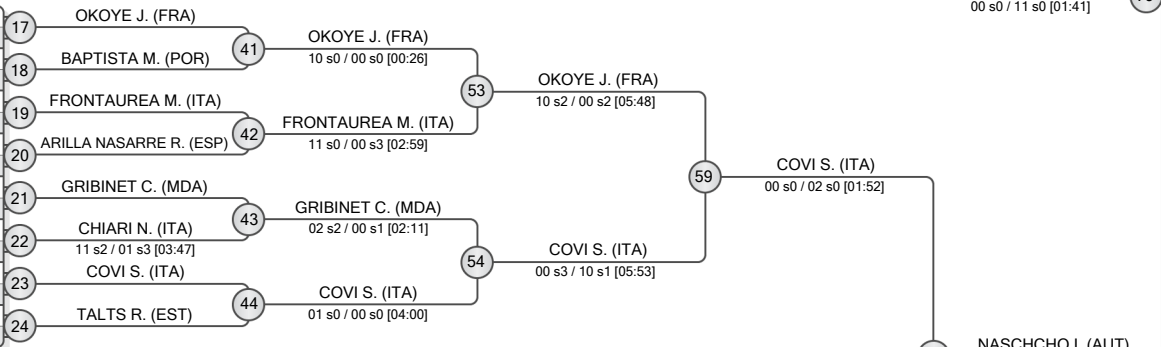 00 s0 / 11 s0 [01:41]
17
OKOYE J. (FRA)
41
OKOYE J. (FRA)
10 s0 / 00 s0 [00:26]
18
BAPTISTA M. (POR)
53
OKOYE J. (FRA)
10 s2 / 00 s2 [05:48]
19
FRONTAUREA M. (ITA)
42
FRONTAUREA M. (ITA)
11 s0 / 00 s3 [02:59]
20
ARILLA NASARRE R. (ESP)
59
COVI S. (ITA)
00 s0 / 02 s0 [01:52]
21
GRIBINET C. (MDA)
43
GRIBINET C. (MDA)
02 s2 / 00 s1 [02:11]
22
CHIARI N. (ITA)
11 s2 / 01 s3 [03:47]
54
COVI S. (ITA)
00 s3 / 10 s1 [05:53]
23
COVI S. (ITA)
44
COVI S. (ITA)
01 s0 / 00 s0 [04:00]
24
TALTS R. (EST)
NASCHCHO I. (AUT)